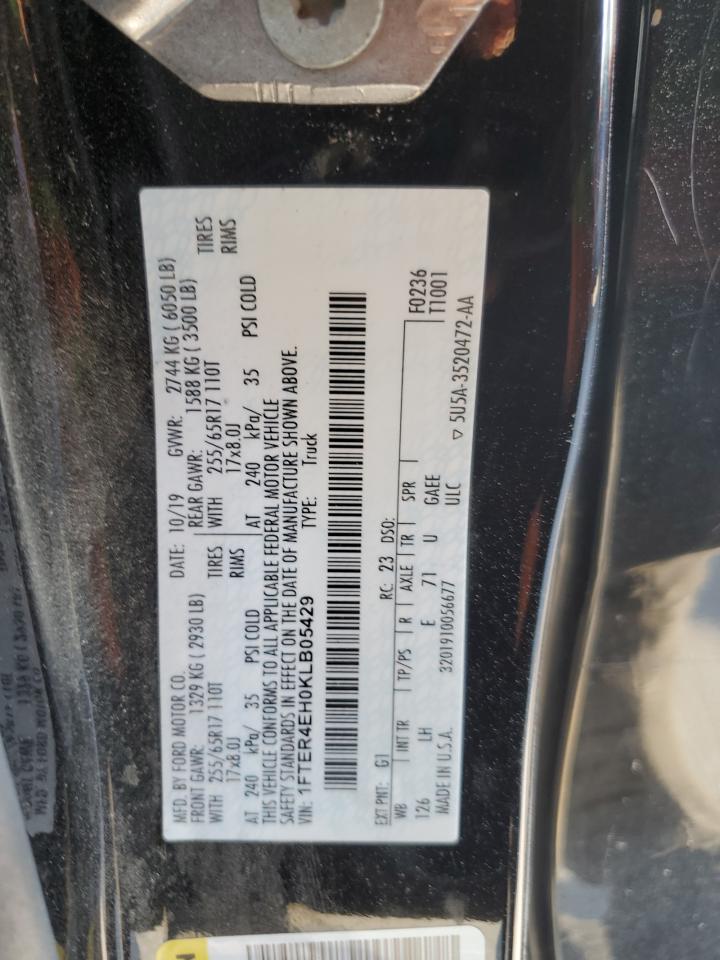 MFD. BY FORD MOTOR CO. DATE: 10/19 GVWR: 2744 KG ( 6050 LB)
FRONT GAWR: 1329 KG ( 2930 LB) REAR GAWR: 1588 KG ( 3500 LB)
WITH 255/65R17 110T TIRES WITH 255/65R17 110T TIRES
17x8.0J RIMS 17x8.0J RIMS
AT 240 kPa/ 35 PSI COLD AT 240 kPa/ 35 PSI COLD
THIS VEHICLE CONFORMS TO ALL APPLICABLE FEDERAL MOTOR VEHICLE
SAFETY STANDARDS IN EFFECT ON THE DATE OF MANUFACTURE SHOWN ABOVE.
VIN: 1FTER4EH0KLB05429 TYPE: Truck
EXT PNT: G1 RC: 23 DSO: F0236
WB INT TR TP/PS R AXLE TR SPR T1001
126 LH E 71 U GAEE
MADE IN U.S.A. 3201910056677 ULC ▽ 5U5A-3520472-AA